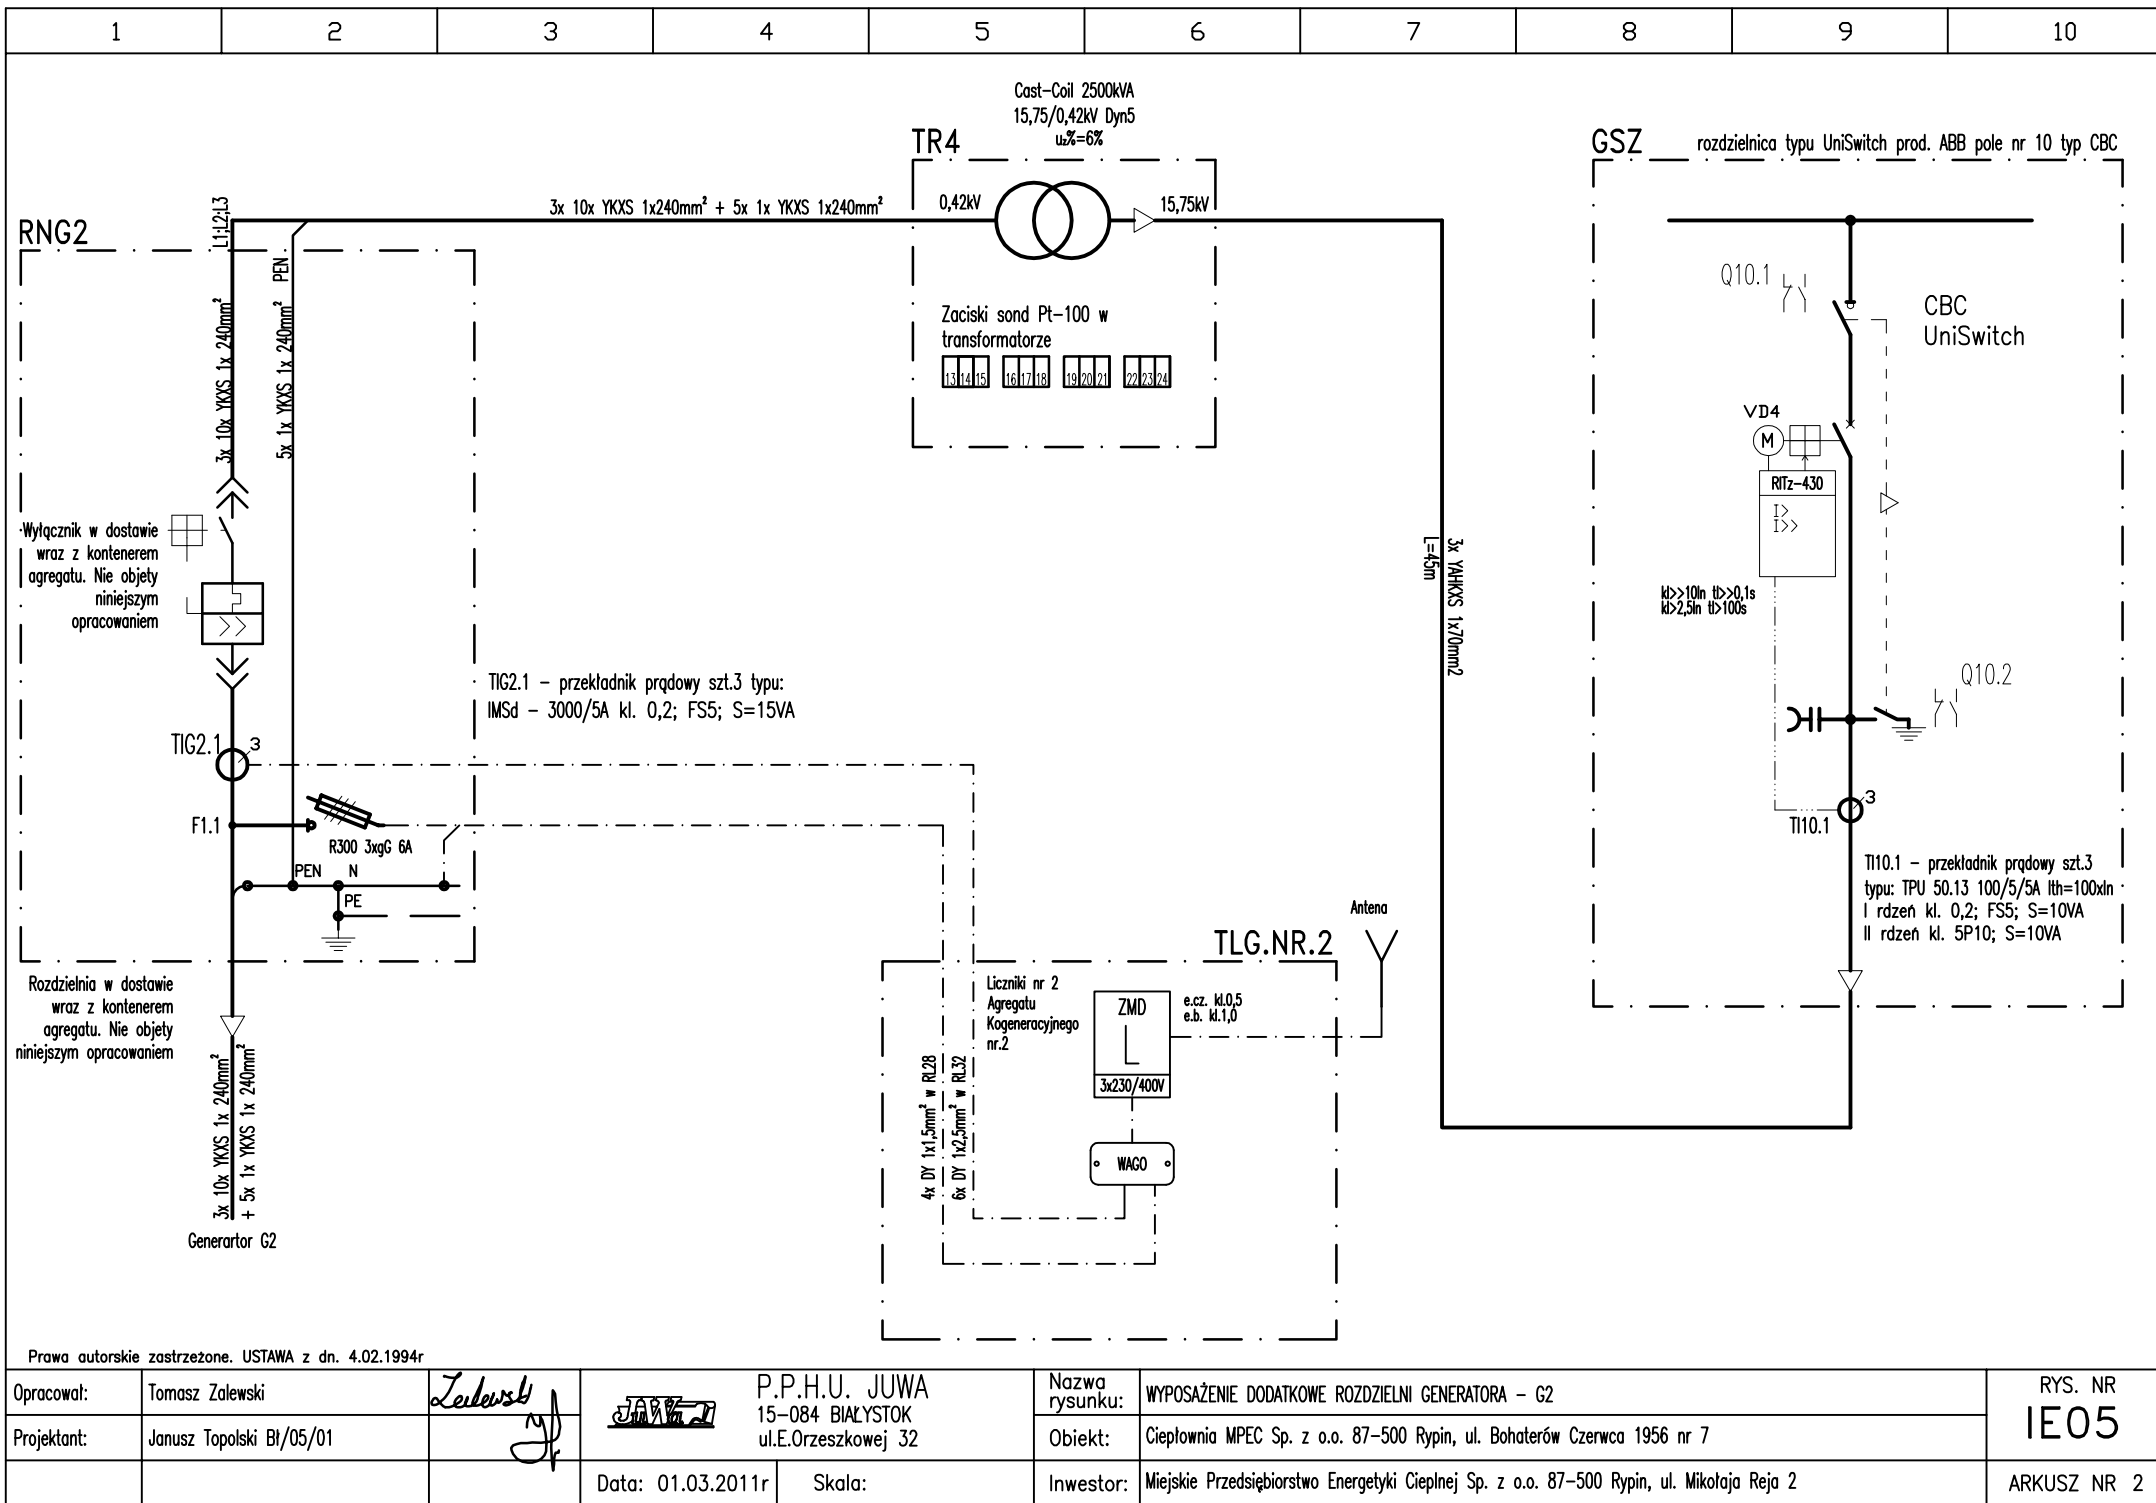 1 2 3 4 5 6 7 8 9 10
Cast-Coil 2500kVA
15,75/0,42kV Dyn5
uz%=6%
TR4
0,42kV
15,75kV
Zaciski sond Pt-100 w
transformatorze
13 14 15 16 17 18 19 20 21 22 23 24
GSZ
rozdzielnica typu UniSwitch prod. ABB pole nr 10 typ CBC
Q10.1
CBC
UniSwitch
VD4
M
RITz-430
I>
I>>
kI>>10In tI>>0,1s
kI>2,5In tI>100s
Q10.2
3
TI10.1
TI10.1 - przekładnik prądowy szt.3
typu: TPU 50.13 100/5/5A Ith=100xIn
I rdzeń kl. 0,2; FS5; S=10VA
II rdzeń kl. 5P10; S=10VA
3x YAHKXS 1x70mm2
L=45m
RNG2
L1;L2;L3
3x 10x YKXS 1x240mm² + 5x 1x YKXS 1x240mm²
PEN
3x 10x YKXS 1x 240mm²
5x 1x YKXS 1x 240mm²
Wyłącznik w dostawie
wraz z kontenerem
agregatu. Nie objety
niniejszym
opracowaniem
TIG2.1 - przekładnik prądowy szt.3 typu:
IMSd - 3000/5A kl. 0,2; FS5; S=15VA
TIG2.1
3
F1.1
R300 3xgG 6A
PEN
N
PE
Rozdzielnia w dostawie
wraz z kontenerem
agregatu. Nie objety
niniejszym opracowaniem
3x 10x YKXS 1x 240mm²
+ 5x 1x YKXS 1x 240mm²
Generartor G2
TLG.NR.2
Antena
Liczniki nr 2
Agregatu
Kogeneracyjnego
nr.2
ZMD
L
3x230/400V
e.cz. kl.0,5
e.b. kl.1,0
WAGO
4x DY 1x1,5mm² w RL28
6x DY 1x2,5mm² w RL32
Prawa autorskie zastrzeżone. USTAWA z dn. 4.02.1994r
Opracował:
Tomasz Zalewski
Zalewski
Projektant:
Janusz Topolski Bł/05/01
JUWA
P.P.H.U. JUWA
15-084 BIAŁYSTOK
ul.E.Orzeszkowej 32
Data: 01.03.2011r
Skala:
Nazwa
rysunku:
WYPOSAŻENIE DODATKOWE ROZDZIELNI GENERATORA - G2
Obiekt:
Ciepłownia MPEC Sp. z o.o. 87-500 Rypin, ul. Bohaterów Czerwca 1956 nr 7
Inwestor:
Miejskie Przedsiębiorstwo Energetyki Cieplnej Sp. z o.o. 87-500 Rypin, ul. Mikołaja Reja 2
RYS. NR
IE05
ARKUSZ NR 2